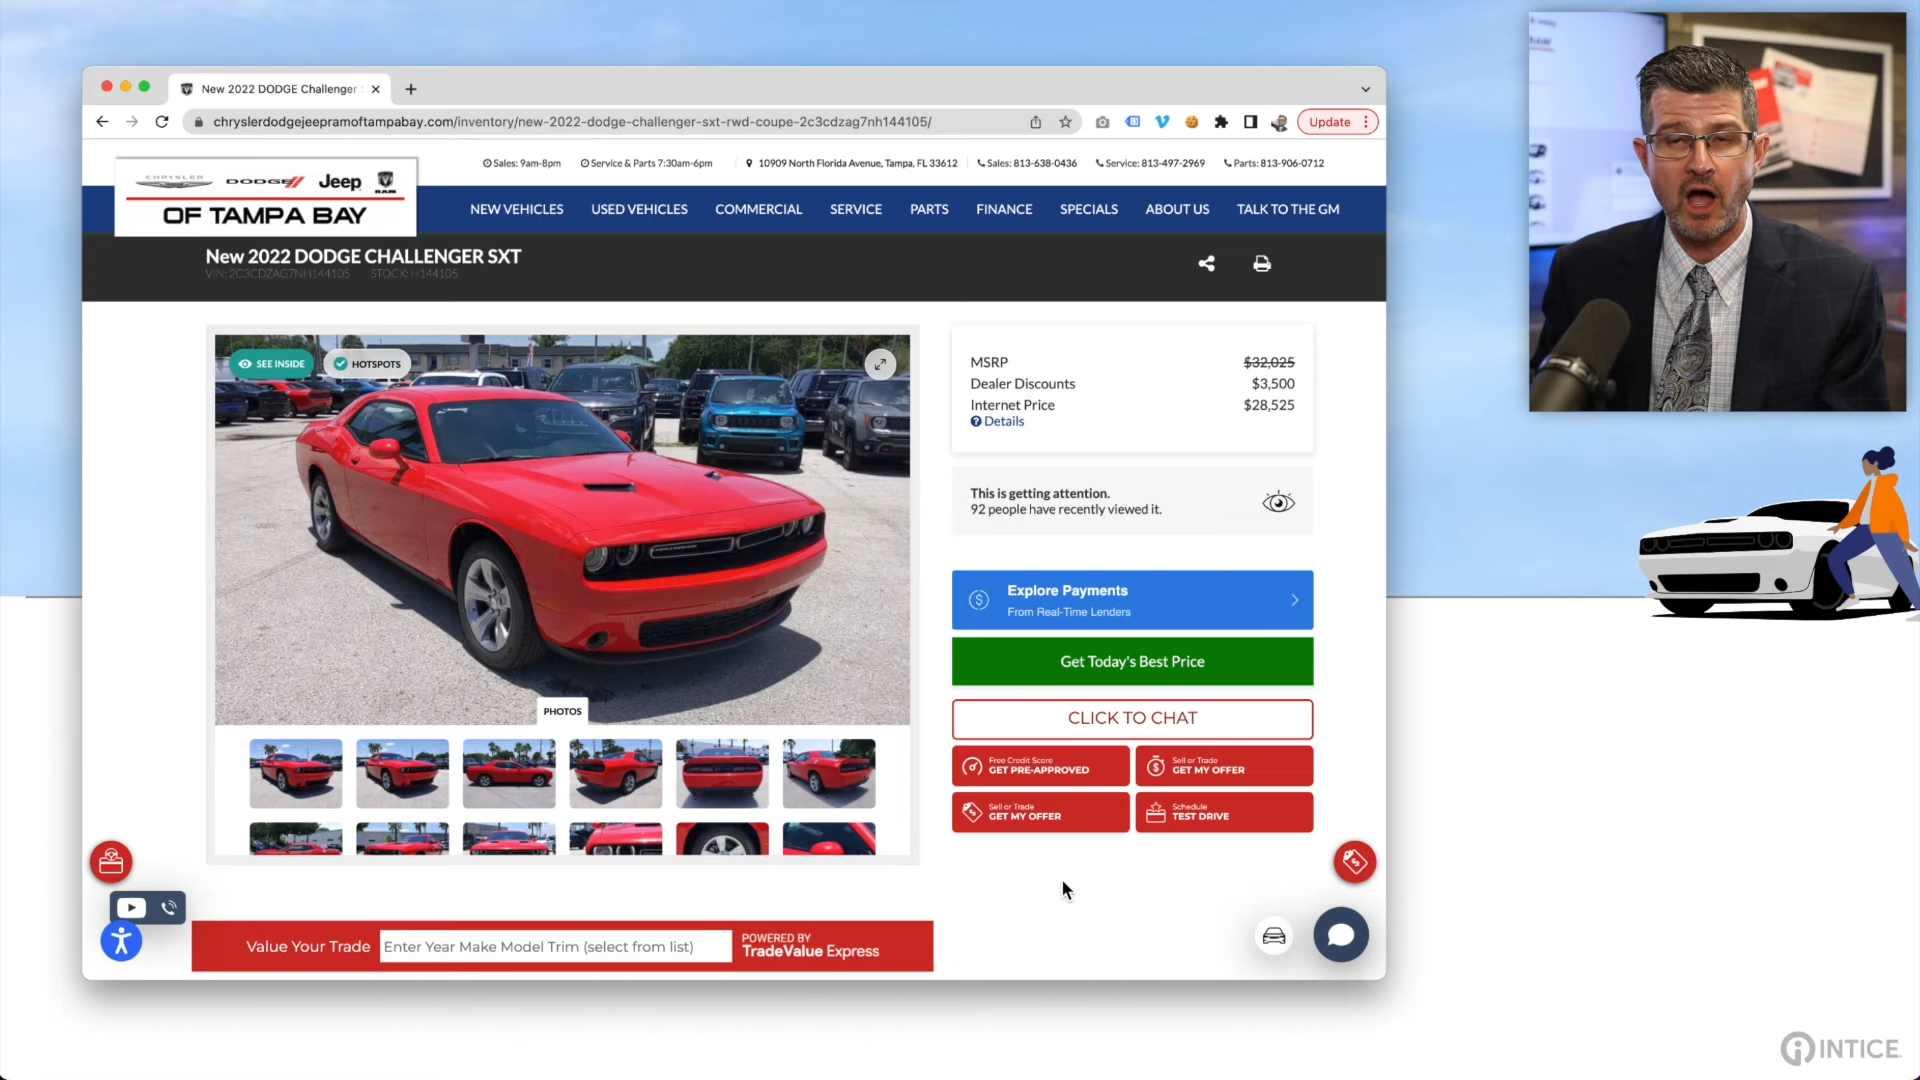 New 2022 DODGE Challenger
chryslerdodgejeepramoftampabay.com/inventory/new-2022-dodge-challenger-sxt-rwd-coupe-2c3cdzag7nh144105/
Update
Sales: 9am-8pm
Service & Parts 7:30am-6pm
10909 North Florida Avenue, Tampa, FL 33612
Sales: 813-638-0436
Service: 813-497-2969
Parts: 813-906-0712
CHRYSLER DODGE Jeep RAM
OF TAMPA BAY
NEW VEHICLES
USED VEHICLES
COMMERCIAL
SERVICE
PARTS
FINANCE
SPECIALS
ABOUT US
TALK TO THE GM
New 2022 DODGE CHALLENGER SXT
VIN: 2C3CDZAG7NH144105 STOCK: H144105
SEE INSIDE
HOTSPOTS
PHOTOS
MSRP $32,025
Dealer Discounts $3,500
Internet Price $28,525
Details
This is getting attention.
92 people have recently viewed it.
Explore Payments
From Real-Time Lenders
Get Today's Best Price
CLICK TO CHAT
Free Credit Score
GET PRE-APPROVED
Sell or Trade
GET MY OFFER
Sell or Trade
GET MY OFFER
Schedule
TEST DRIVE
Value Your Trade
Enter Year Make Model Trim (select from list)
POWERED BY
TradeValue Express
INTICE